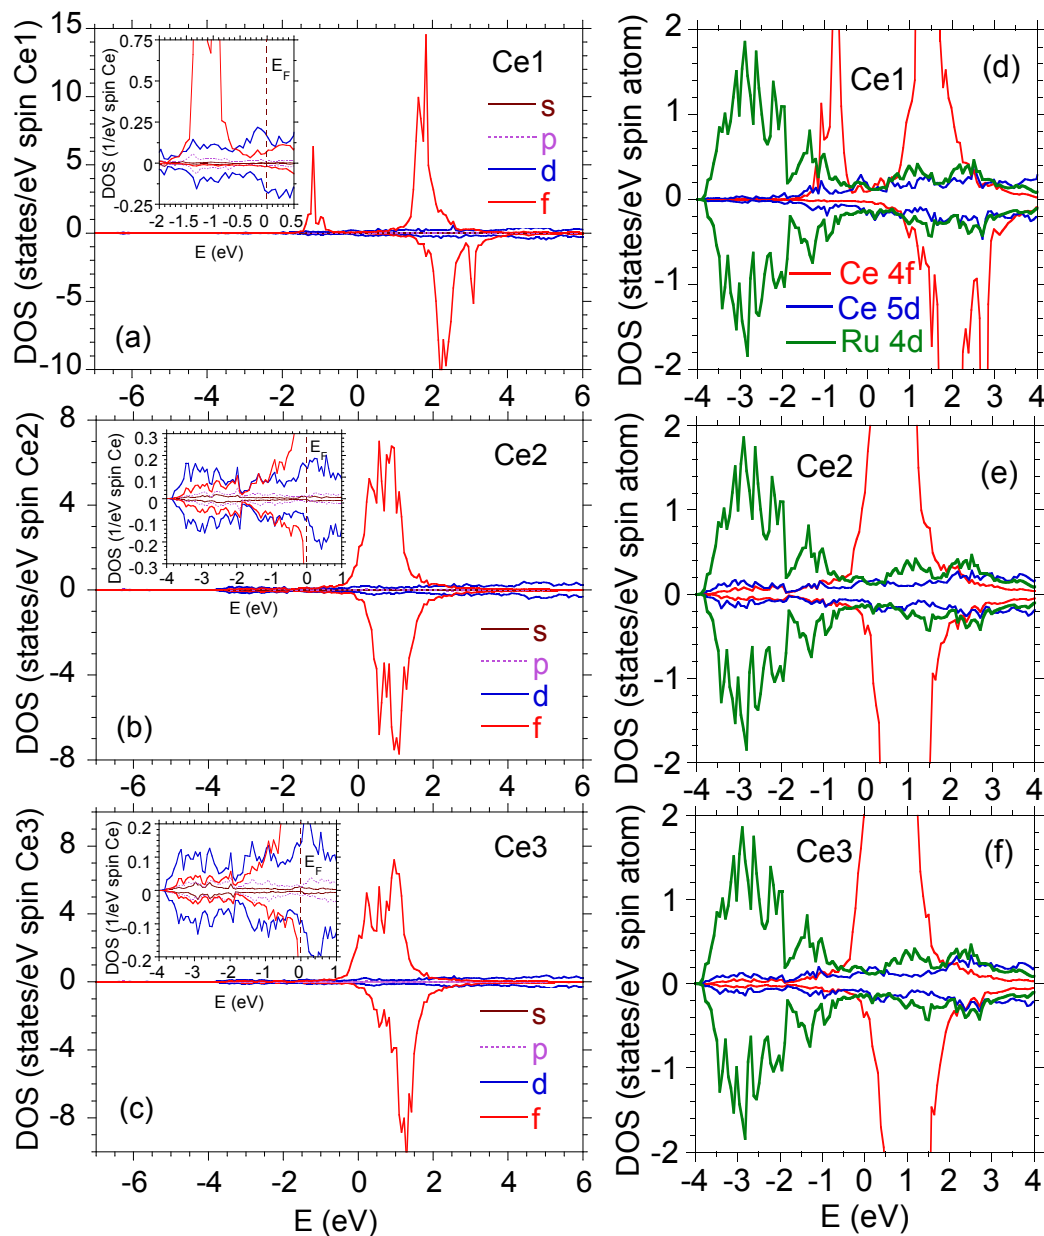 DOS (states/eV spin Ce1)
15
10
5
0
-5
-10
DOS (1/eV spin Ce)
0.75
0.5
0.25
0
-0.25
-2 -1.5 -1 -0.5 0 0.5
E (eV)
E_F
Ce1
s
p
d
f
(a)
-6 -4 -2 0 2 4 6
DOS (states/eV spin atom)
2
1
0
-1
-2
Ce1
(d)
Ce 4f
Ce 5d
Ru 4d
-4 -3 -2 -1 0 1 2 3 4
DOS (states/eV spin Ce2)
8
4
0
-4
-8
DOS (1/eV spin Ce)
0.3
0.2
0.1
0
-0.1
-0.2
-0.3
-4 -3 -2 -1 0 1
E (eV)
E_F
Ce2
s
p
d
f
(b)
-6 -4 -2 0 2 4 6
DOS (states/eV spin atom)
2
1
0
-1
-2
Ce2
(e)
-4 -3 -2 -1 0 1 2 3 4
DOS (states/eV spin Ce3)
8
4
0
-4
-8
DOS (1/eV spin Ce)
0.2
0.1
0
-0.1
-0.2
-4 -3 -2 -1 0 1
E (eV)
E_F
Ce3
s
p
d
f
(c)
-6 -4 -2 0 2 4 6
E (eV)
DOS (states/eV spin atom)
2
1
0
-1
-2
Ce3
(f)
-4 -3 -2 -1 0 1 2 3 4
E (eV)